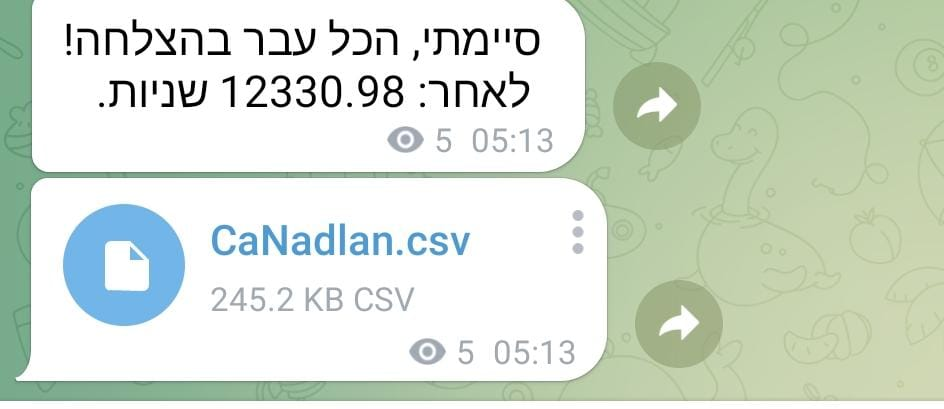 סיימתי, הכל עבר בהצלחה!
לאחר: 12330.98 שניות.
5 05:13
CaNadlan.csv
245.2 KB CSV
5 05:13